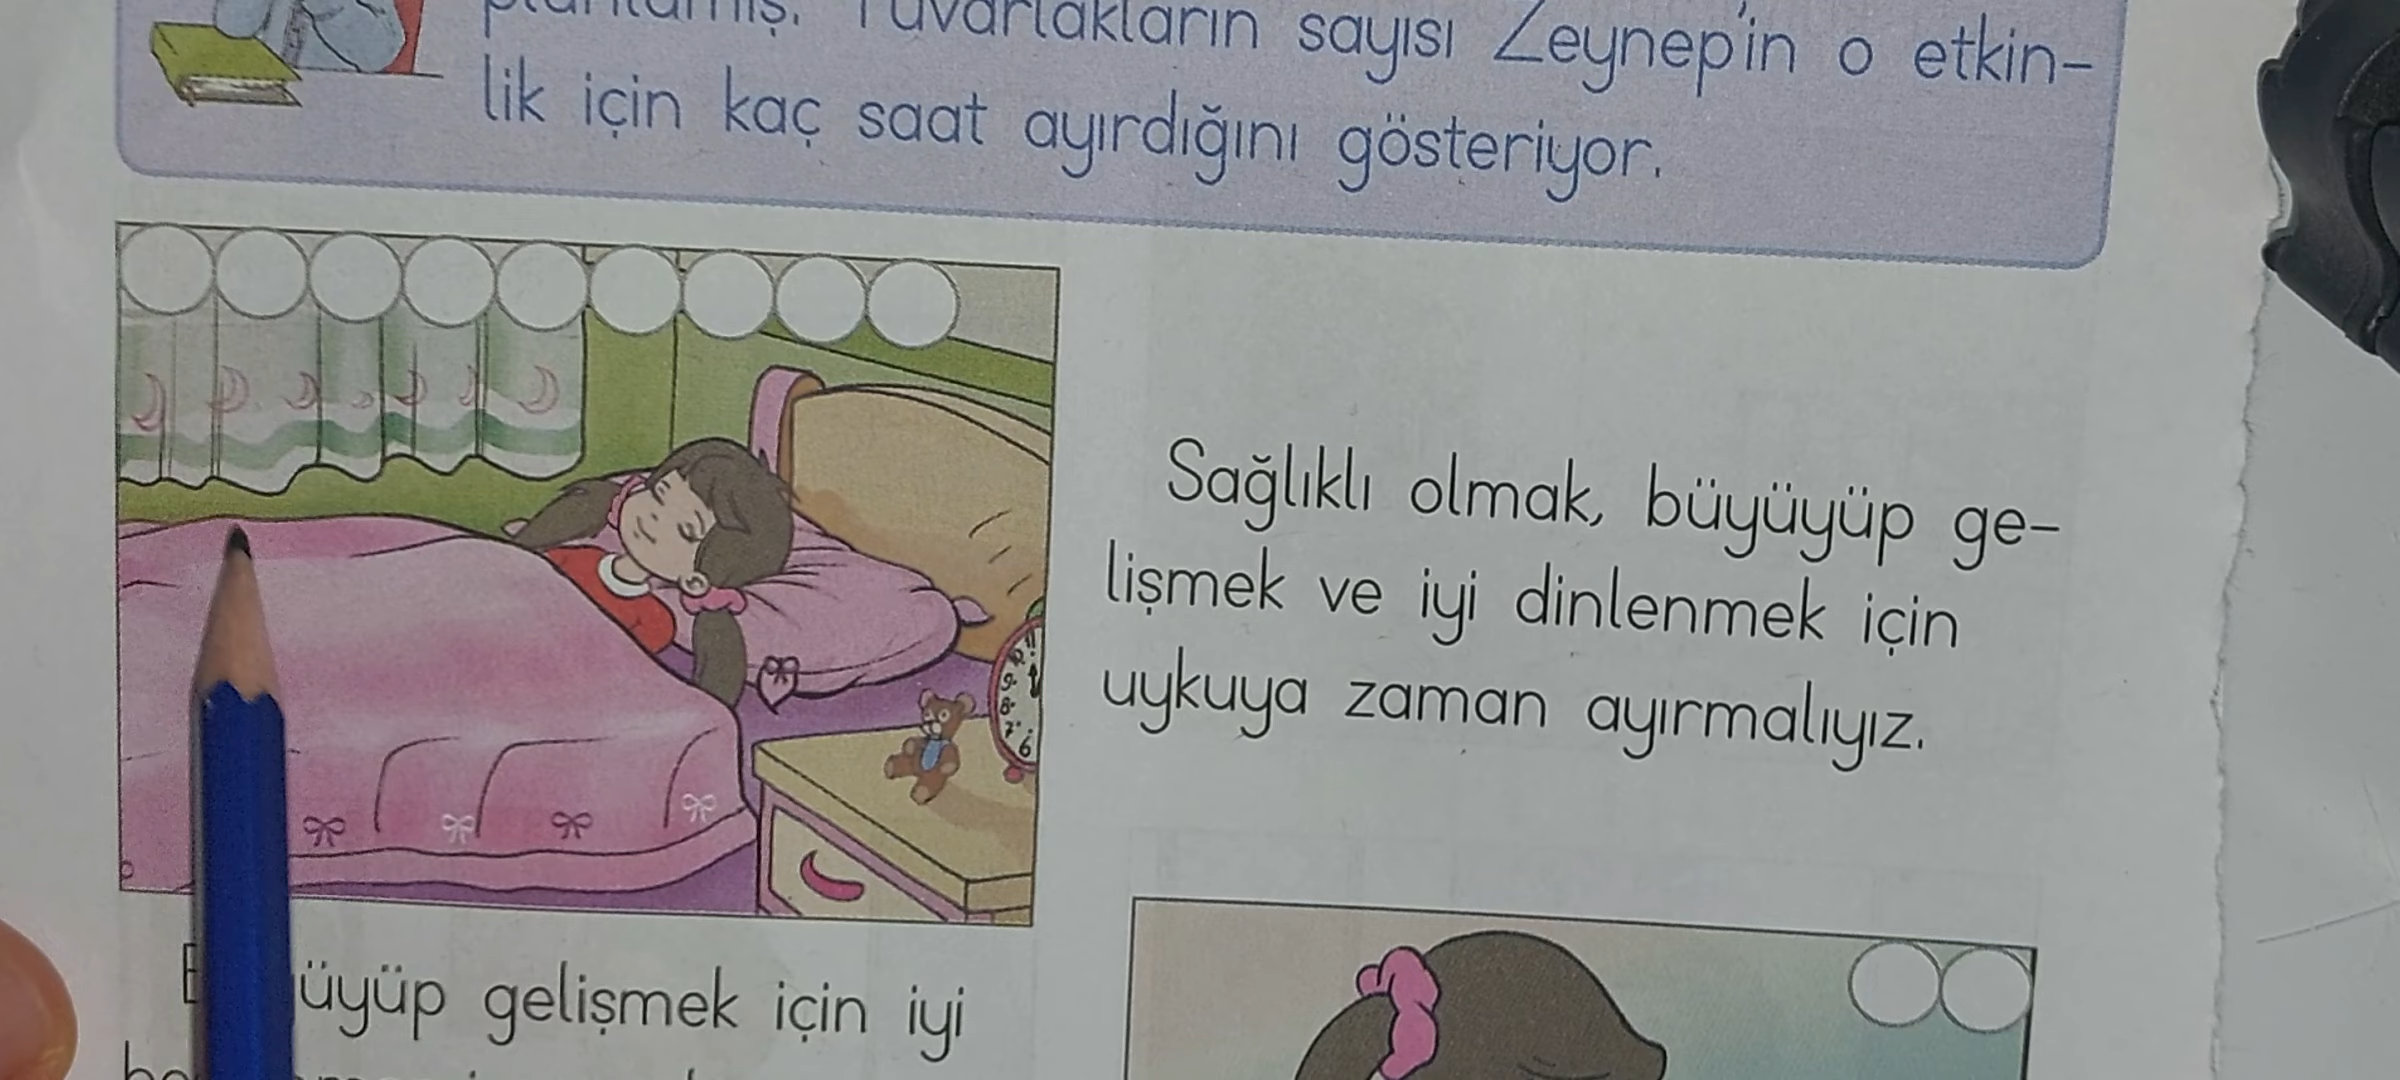 planlamış. Yuvarlakların sayısı Zeynep'in o etkin-
lik için kaç saat ayırdığını gösteriyor.
Sağlıklı olmak, büyüyüp ge-
lişmek ve iyi dinlenmek için
uykuya zaman ayırmalıyız.
gelişmek için iyi